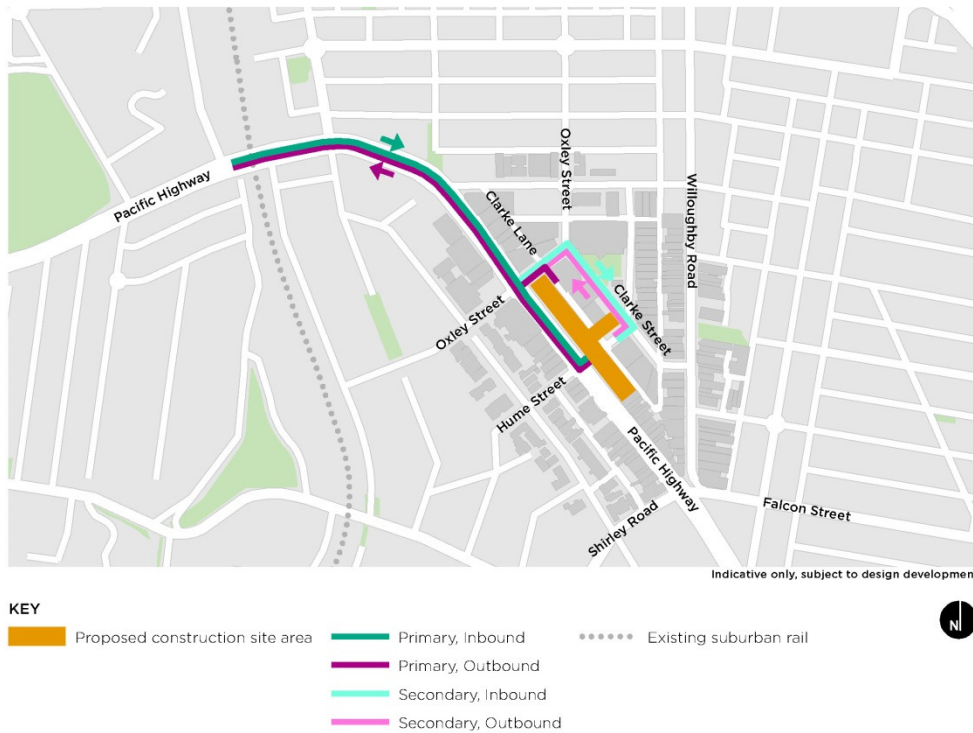 Oxley Street
Willoughby Road
Pacific Highway
Clarke Lane
Clarke Street
Oxley Street
Hume Street
Pacific Highway
Shirley Road
Falcon Street
Indicative only, subject to design development
KEY
Proposed construction site area
Primary, Inbound
Existing suburban rail
Primary, Outbound
Secondary, Inbound
Secondary, Outbound
N